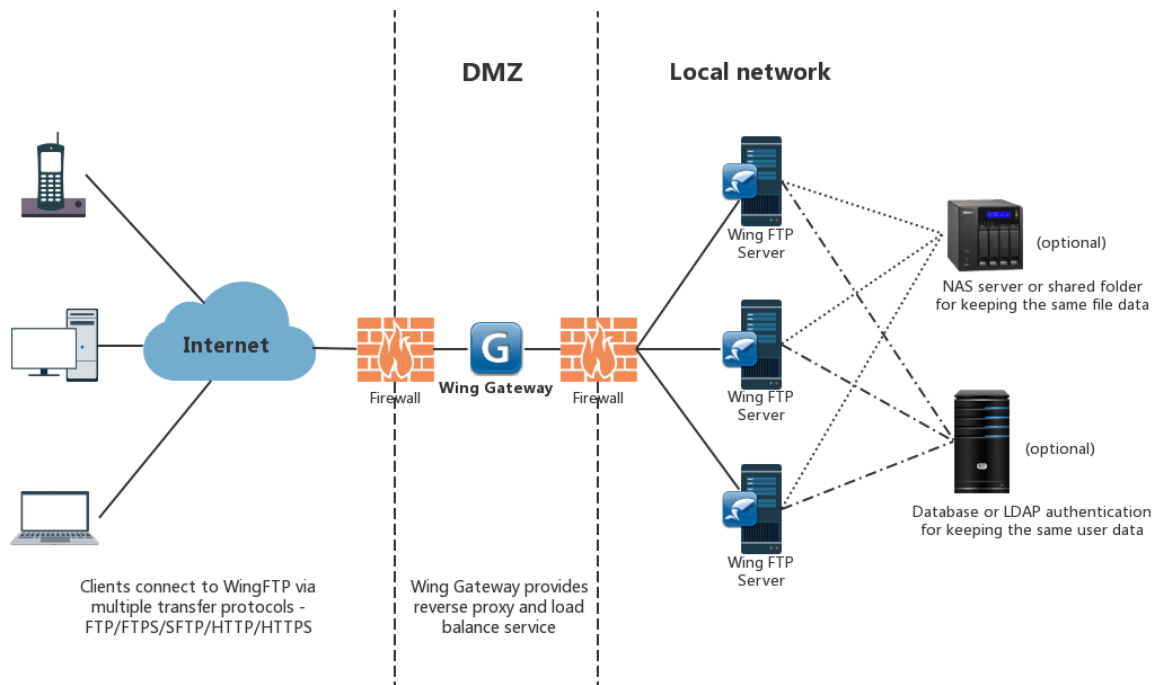 DMZ
Local network
Internet
Firewall
G
Wing Gateway
Firewall
Wing FTP
Server
Wing FTP
Server
Wing FTP
Server
(optional)
NAS server or shared folder
for keeping the same file data
(optional)
Database or LDAP authentication
for keeping the same user data
Clients connect to WingFTP via
multiple transfer protocols -
FTP/FTPS/SFTP/HTTP/HTTPS
Wing Gateway provides
reverse proxy and load
balance service